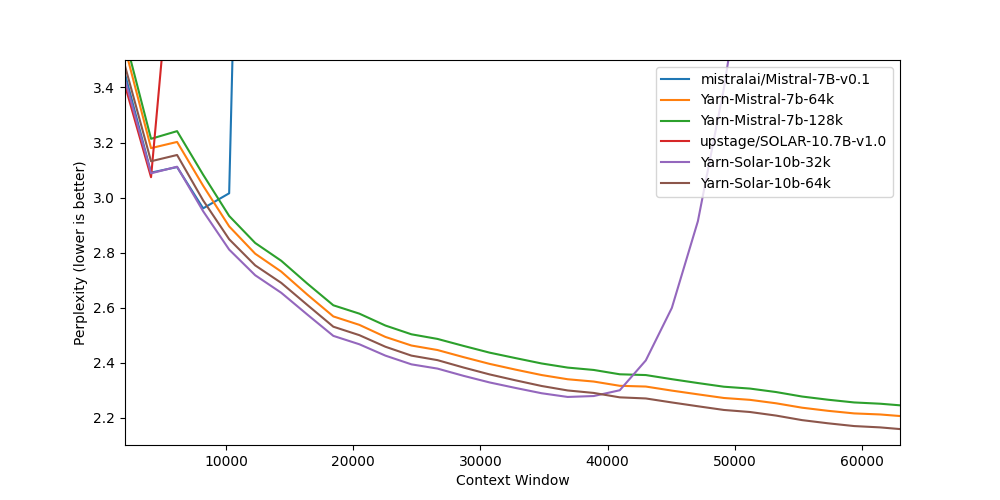 3.4
3.2
3.0
2.8
2.6
2.4
2.2
Perplexity (lower is better)
mistralai/Mistral-7B-v0.1
Yarn-Mistral-7b-64k
Yarn-Mistral-7b-128k
upstage/SOLAR-10.7B-v1.0
Yarn-Solar-10b-32k
Yarn-Solar-10b-64k
10000 20000 30000 40000 50000 60000
Context Window